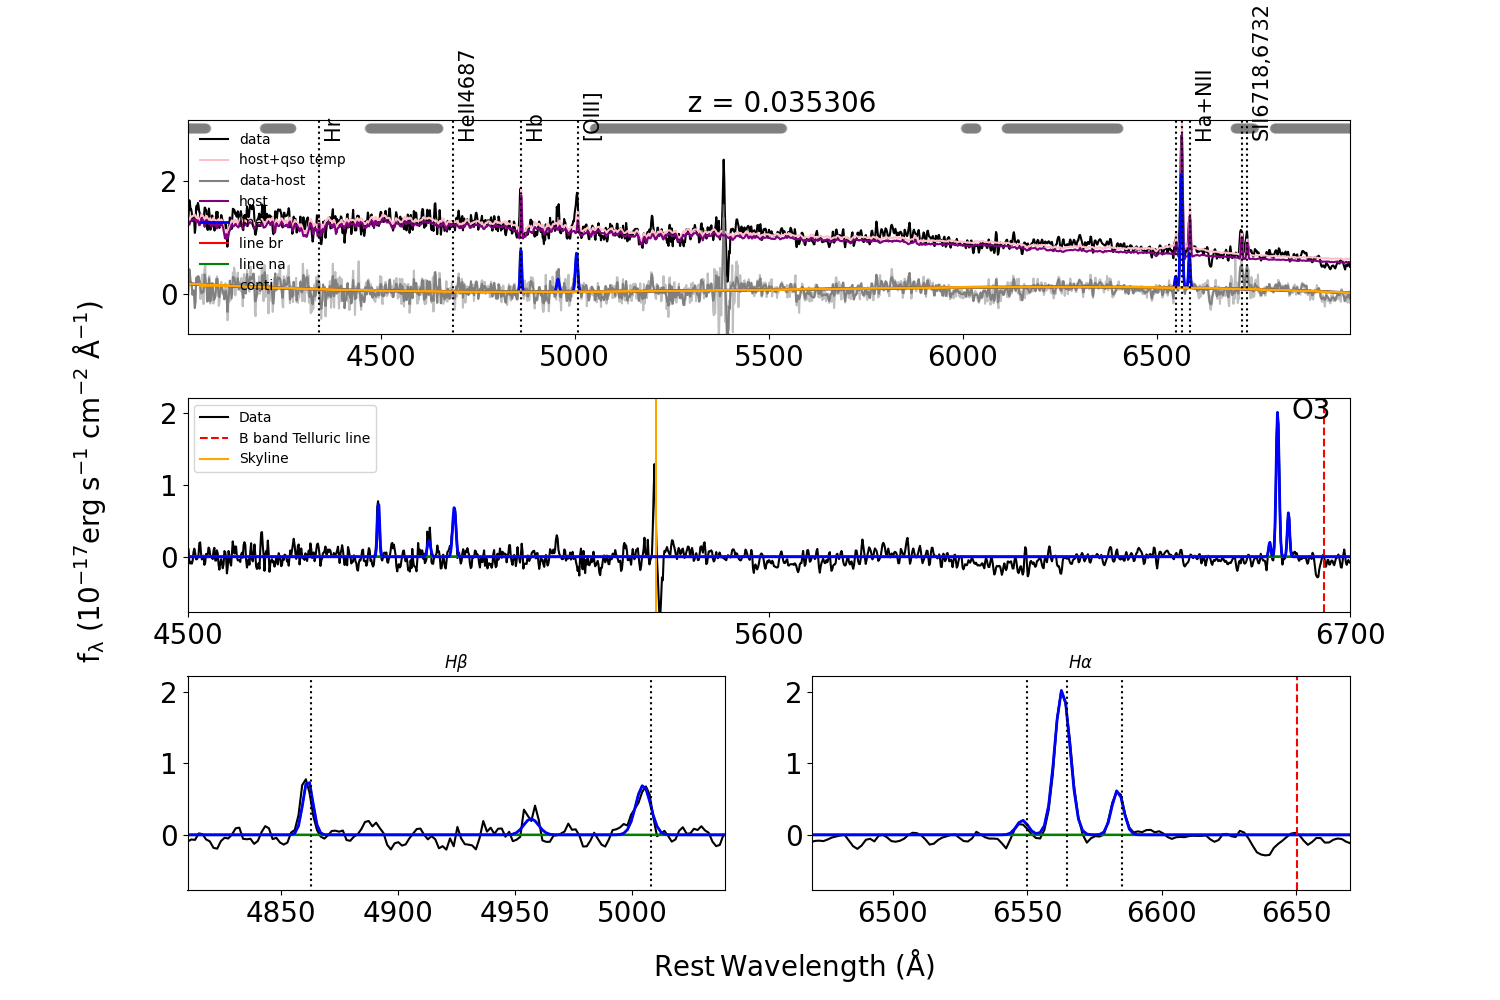 Hr
HeII4687
Hb
[OIII]
Ha+NII
SII6718,6732
z = 0.035306
data
host+qso temp
data-host
host
line br
line na
conti
2
0
4500 5000 5500 6000 6500
fλ (10⁻¹⁷erg s⁻¹ cm⁻² Å⁻¹)
Data
B band Telluric line
Skyline
O3
2
1
0
4500 5600 6700
Hβ
2
1
0
4850 4900 4950 5000
Hα
2
1
0
6500 6550 6600 6650
Rest Wavelength (Å)